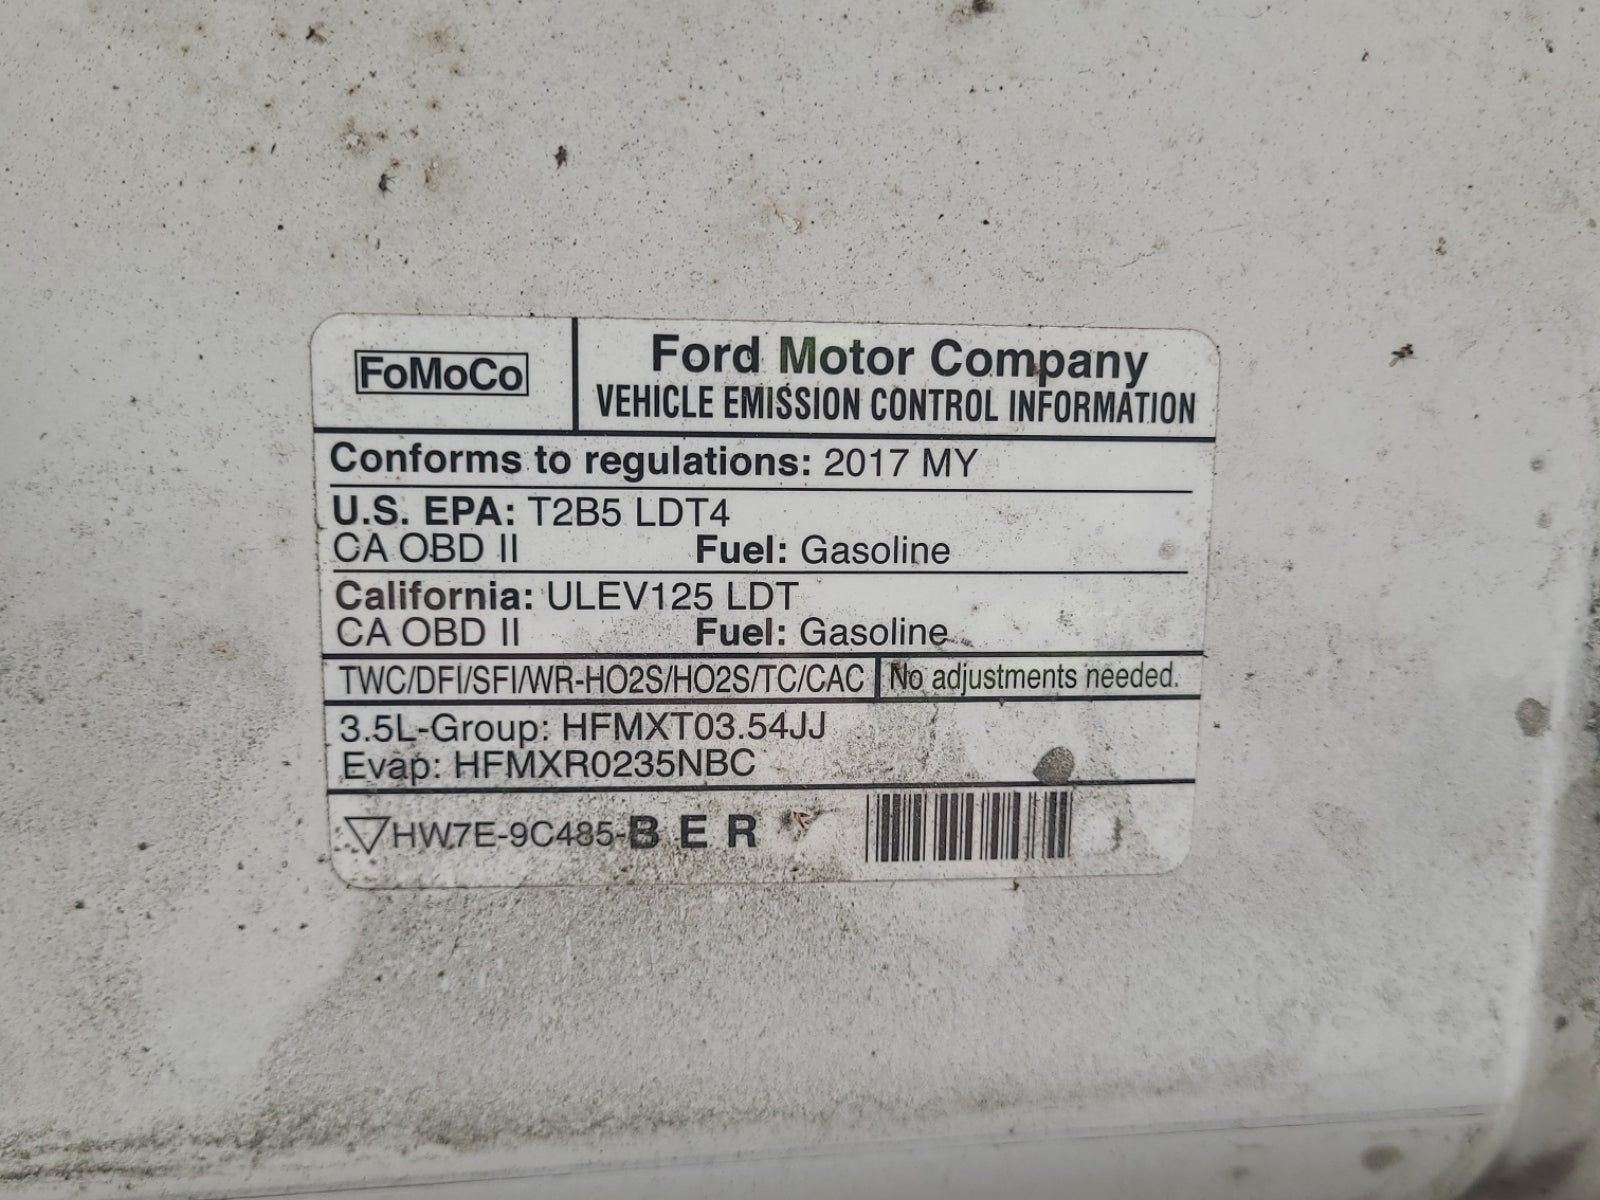 FoMoCo
Ford Motor Company
VEHICLE EMISSION CONTROL INFORMATION
Conforms to regulations: 2017 MY
U.S. EPA: T2B5 LDT4
CA OBD II Fuel: Gasoline
California: ULEV125 LDT
CA OBD II Fuel: Gasoline
TWC/DFI/SFI/WR-HO2S/HO2S/TC/CAC No adjustments needed.
3.5L-Group: HFMXT03.54JJ
Evap: HFMXR0235NBC
HW7E-9C485-B E R